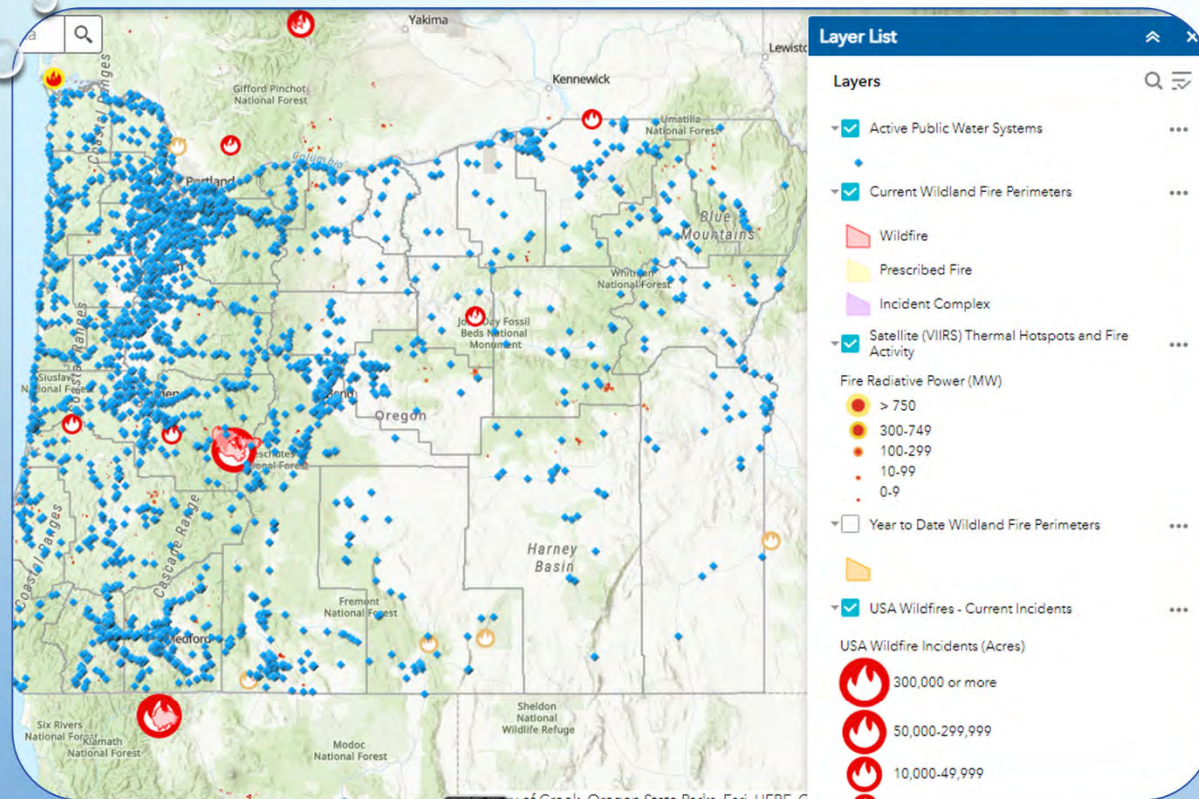 a
Yakima
Lewisto
Gifford Pinchot
National Forest
Kennewick
Coastal Ranges
Umatilla
National Forest
Columbia
Portland
Blue
Mountains
Whitman
National Forest
John Day Fossil
Beds National
Monument
Coastal Ranges
Siuslaw
National Forest
Bend
Oregon
Deschutes
National Forest
Coastal Ranges
Cascade Range
Harney
Basin
Fremont
National Forest
Medford
Six Rivers
National Forest
Klamath
National Forest
Modoc
National Forest
Sheldon
National
Wildlife Refuge
Layer List
Layers
Active Public Water Systems
Current Wildland Fire Perimeters
Wildfire
Prescribed Fire
Incident Complex
Satellite (VIIRS) Thermal Hotspots and Fire
Activity
Fire Radiative Power (MW)
> 750
300-749
100-299
10-99
0-9
Year to Date Wildland Fire Perimeters
USA Wildfires - Current Incidents
USA Wildfire Incidents (Acres)
300,000 or more
50,000-299,999
10,000-49,999